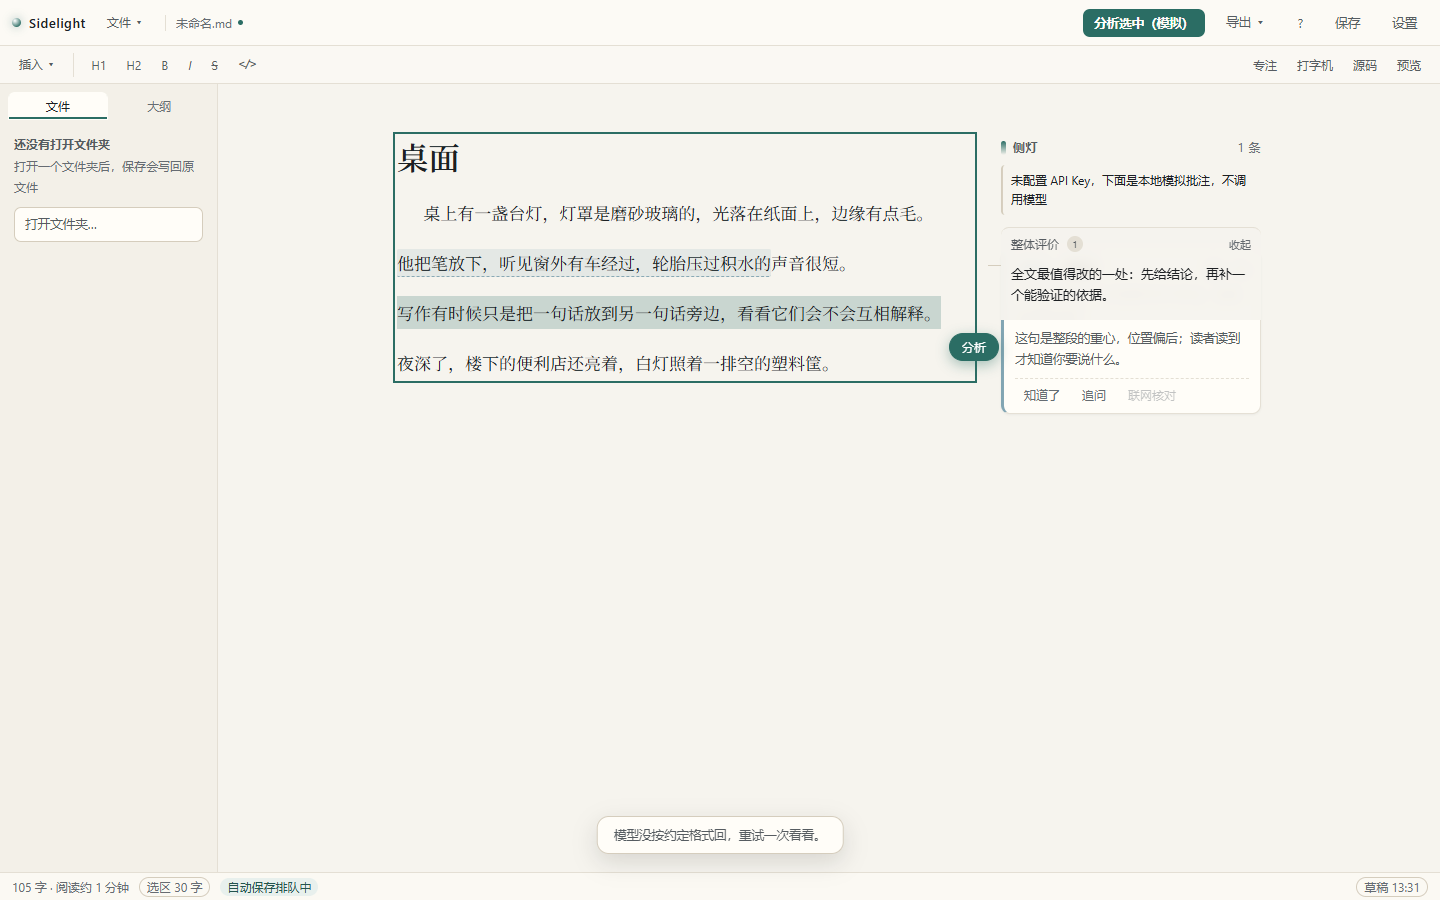 Sidelight 文件 未命名.md 分析选中（模拟） 导出 ? 保存 设置
插入 H1 H2 B I S </> 专注 打字机 源码 预览
文件 大纲
还没有打开文件夹
打开一个文件夹后，保存会写回原
文件
打开文件夹...
桌面
桌上有一盏台灯，灯罩是磨砂玻璃的，光落在纸面上，边缘有点毛。
他把笔放下，听见窗外有车经过，轮胎压过积水的声音很短。
写作有时候只是把一句话放到另一句话旁边，看看它们会不会互相解释。
夜深了，楼下的便利店还亮着，白灯照着一排空的塑料筐。
分析
侧灯 1 条
未配置 API Key，下面是本地模拟批注，不调
用模型
整体评价 1 收起
全文最值得改的一处：先给结论，再补一
个能验证的依据。
这句是整段的重心，位置偏后；读者读到
才知道你要说什么。
知道了 追问 联网核对
模型没按约定格式回，重试一次看看。
105 字 · 阅读约 1 分钟 选区 30 字 自动保存排队中 草稿 13:31